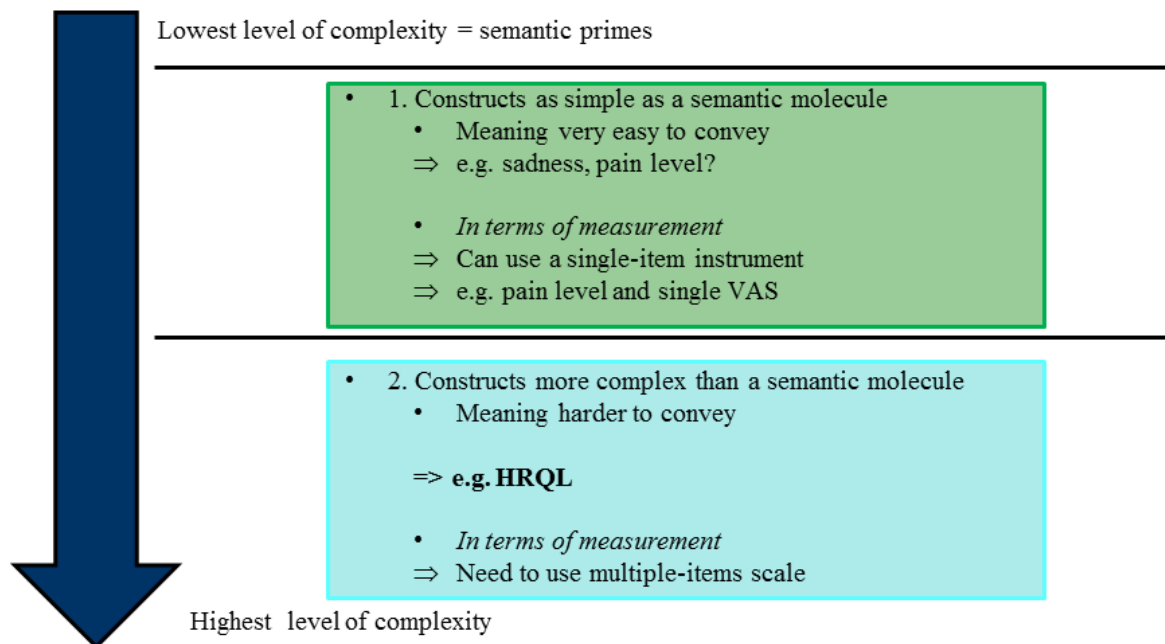 Lowest level of complexity = semantic primes
• 1. Constructs as simple as a semantic molecule
• Meaning very easy to convey
⇒ e.g. sadness, pain level?
• In terms of measurement
⇒ Can use a single-item instrument
⇒ e.g. pain level and single VAS
• 2. Constructs more complex than a semantic molecule
• Meaning harder to convey
=> e.g. HRQL
• In terms of measurement
⇒ Need to use multiple-items scale
Highest level of complexity